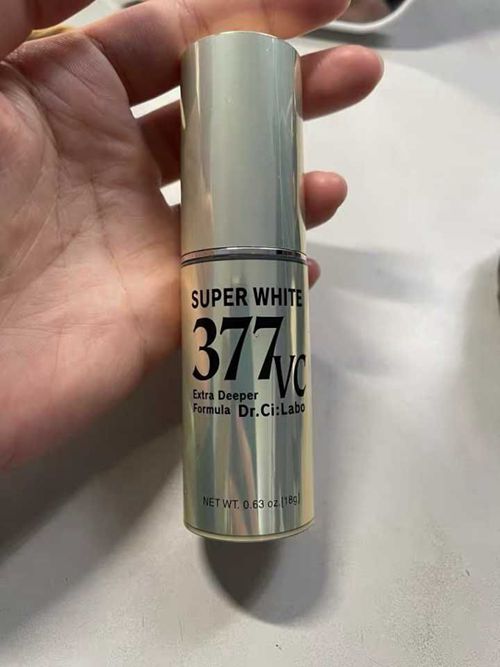 SUPER WHITE
377VC
Extra Deeper
Formula Dr.Ci:Labo
NET WT. 0.63 oz.[18g]